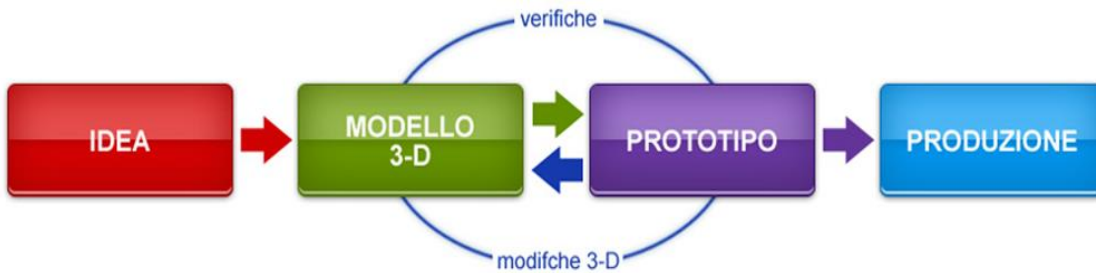 verifiche
IDEA
MODELLO
3-D
PROTOTIPO
PRODUZIONE
modifche 3-D